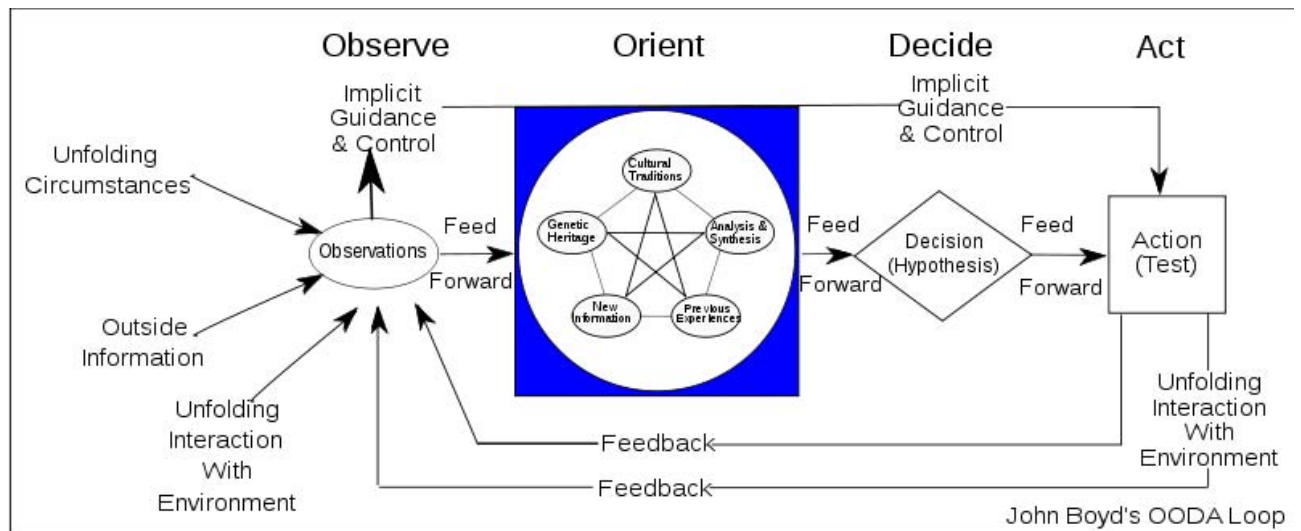 Observe
Orient
Decide
Act
Implicit
Guidance
& Control
Implicit
Guidance
& Control
Unfolding
Circumstances
Observations
Feed
Forward
Cultural
Traditions
Genetic
Heritage
Analysis &
Synthesis
New
Information
Previous
Experiences
Feed
Forward
Decision
(Hypothesis)
Feed
Forward
Action
(Test)
Outside
Information
Unfolding
Interaction
With
Environment
Unfolding
Interaction
With
Environment
Feedback
Feedback
John Boyd's OODA Loop